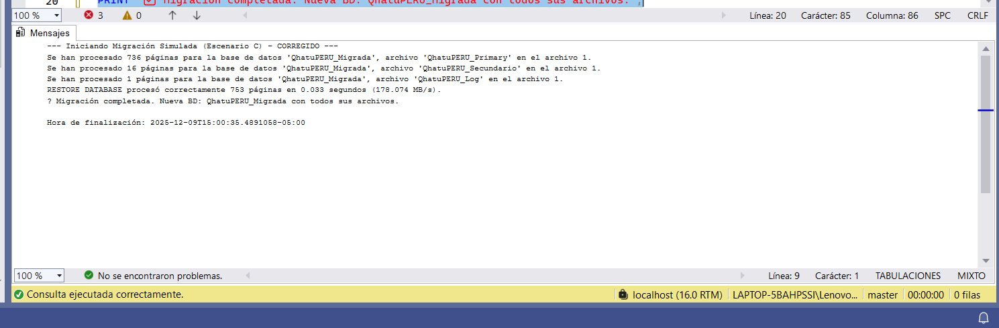 20 PRINT '✅ Migración completada. Nueva BD: QhatuPERU_Migrada con todos sus archivos.';
100 % 3 0 Línea: 20 Carácter: 85 Columna: 86 SPC CRLF
Mensajes
--- Iniciando Migración Simulada (Escenario C) - CORREGIDO ---
Se han procesado 736 páginas para la base de datos 'QhatuPERU_Migrada', archivo 'QhatuPERU_Primary' en el archivo 1.
Se han procesado 16 páginas para la base de datos 'QhatuPERU_Migrada', archivo 'QhatuPERU_Secundario' en el archivo 1.
Se han procesado 1 páginas para la base de datos 'QhatuPERU_Migrada', archivo 'QhatuPERU_Log' en el archivo 1.
RESTORE DATABASE procesó correctamente 753 páginas en 0.033 segundos (178.074 MB/s).
? Migración completada. Nueva BD: QhatuPERU_Migrada con todos sus archivos.
Hora de finalización: 2025-12-09T15:00:35.4891058-05:00
100 % No se encontraron problemas. Línea: 9 Carácter: 1 TABULACIONES MIXTO
Consulta ejecutada correctamente. localhost (16.0 RTM) LAPTOP-5BAHPSSI\Lenovo... master 00:00:00 0 filas